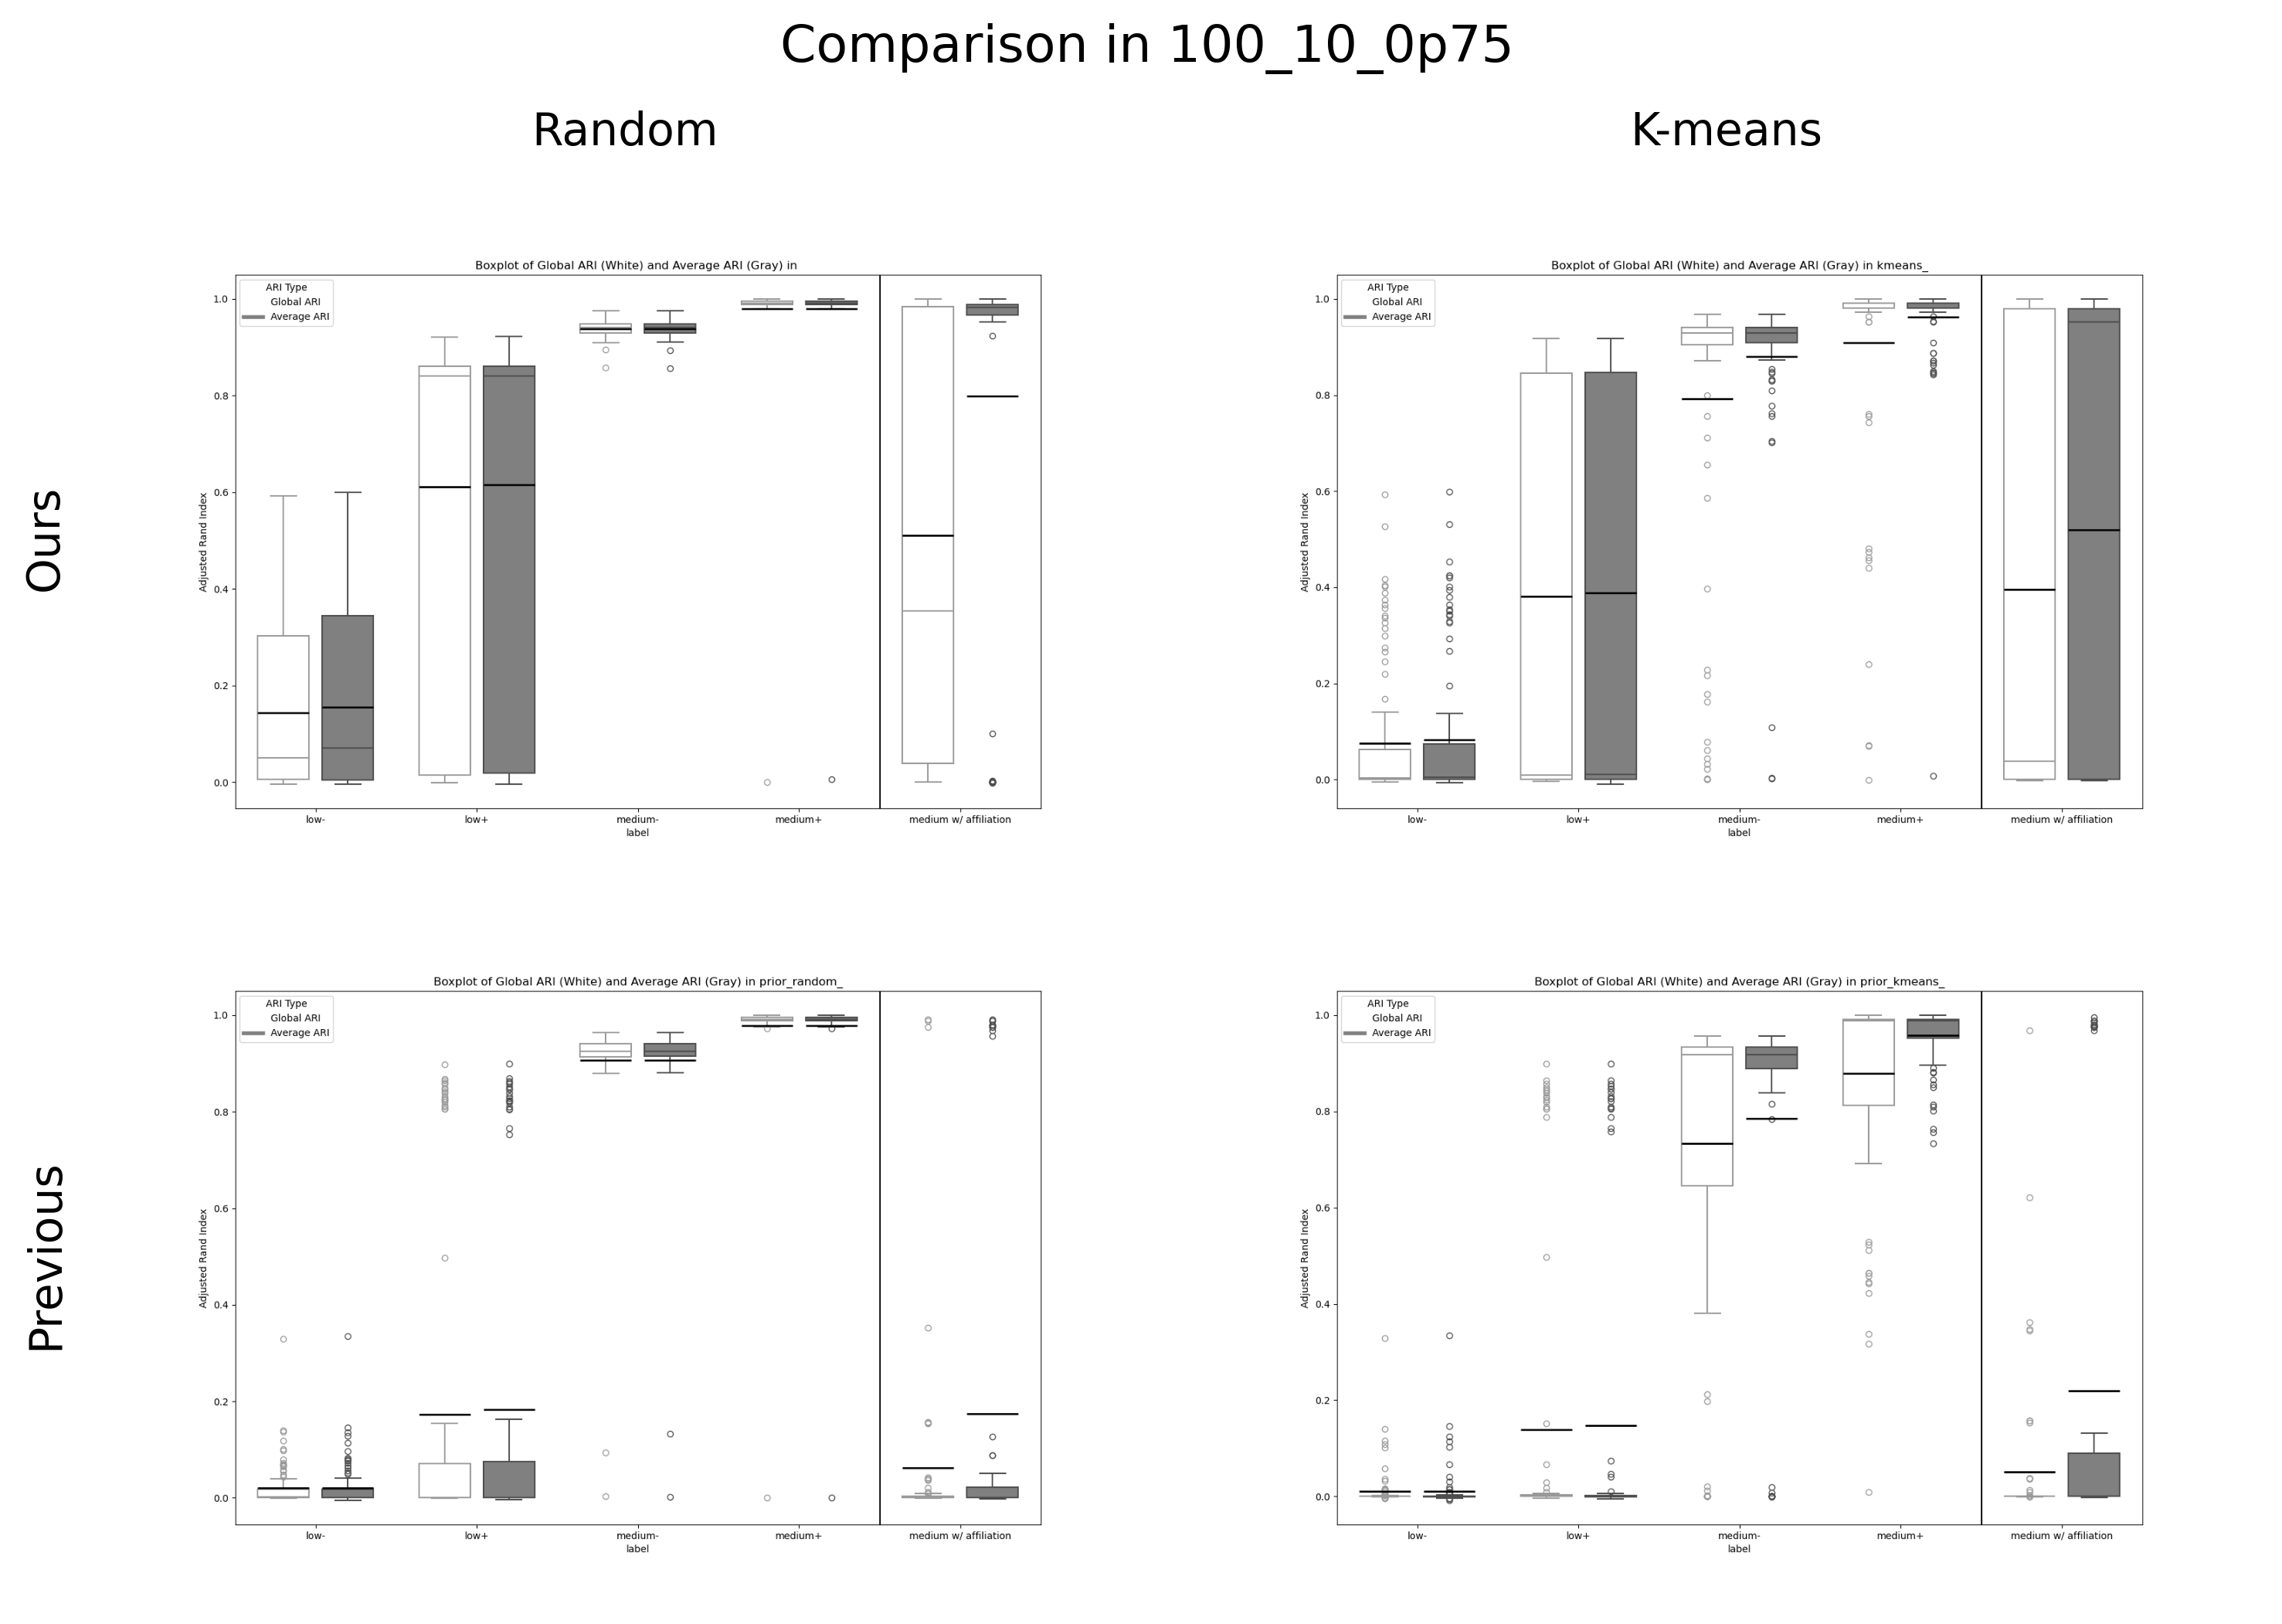 Comparison in 100_10_0p75
Random
K-means
Ours
Previous
Boxplot of Global ARI (White) and Average ARI (Gray) in
ARI Type
Global ARI
Average ARI
Adjusted Rand Index
1.0
0.8
0.6
0.4
0.2
0.0
low-
low+
medium-
medium+
medium w/ affiliation
label
Boxplot of Global ARI (White) and Average ARI (Gray) in kmeans_
ARI Type
Global ARI
Average ARI
Adjusted Rand Index
1.0
0.8
0.6
0.4
0.2
0.0
low-
low+
medium-
medium+
medium w/ affiliation
label
Boxplot of Global ARI (White) and Average ARI (Gray) in prior_random_
ARI Type
Global ARI
Average ARI
Adjusted Rand Index
1.0
0.8
0.6
0.4
0.2
0.0
low-
low+
medium-
medium+
medium w/ affiliation
label
Boxplot of Global ARI (White) and Average ARI (Gray) in prior_kmeans_
ARI Type
Global ARI
Average ARI
Adjusted Rand Index
1.0
0.8
0.6
0.4
0.2
0.0
low-
low+
medium-
medium+
medium w/ affiliation
label